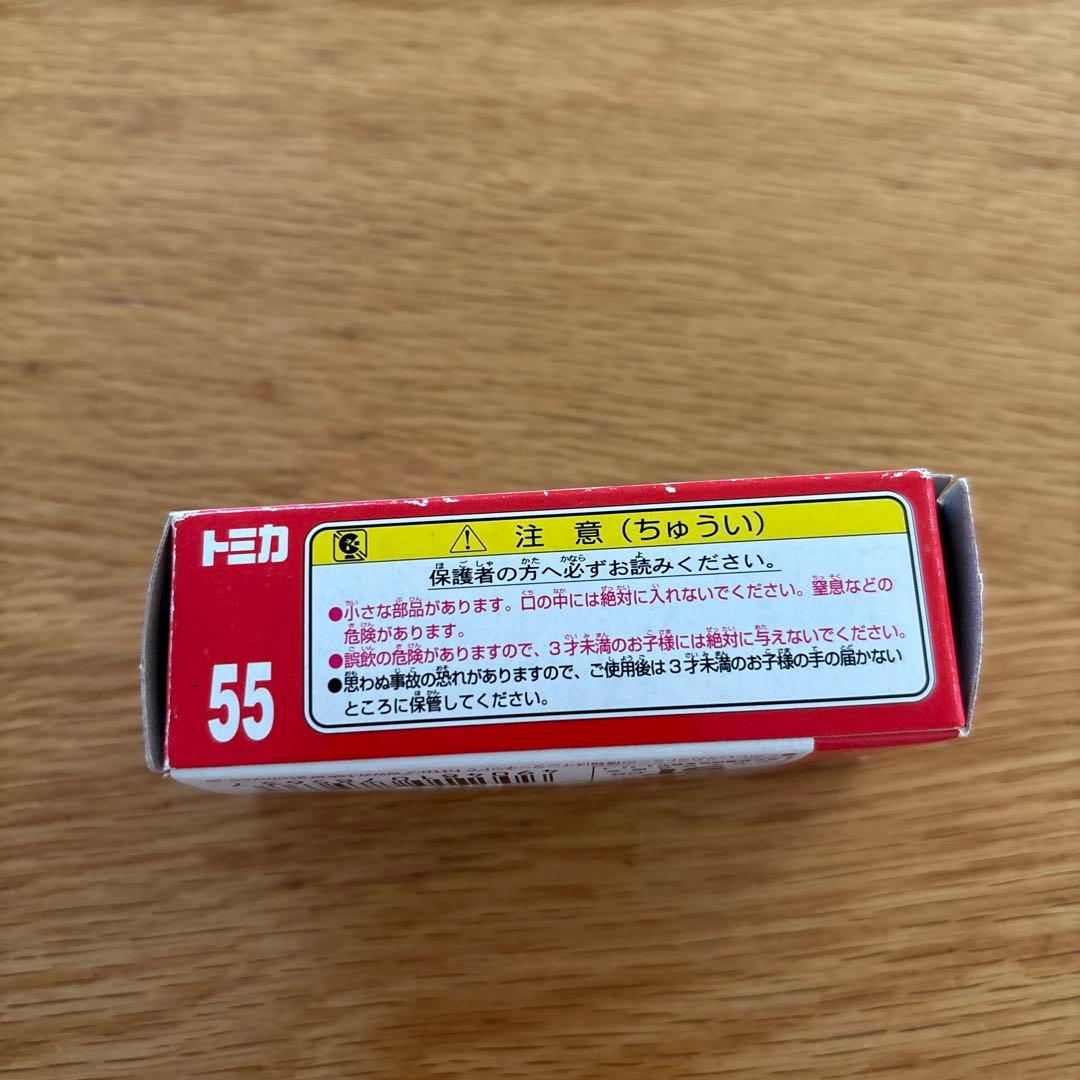 トミカ
55
注意（ちゅうい）
保護者の方へ必ずお読みください。
●小さな部品があります。口の中には絶対に入れないでください。窒息などの
危険があります。
●誤飲の危険がありますので、３才未満のお子様には絶対に与えないでください。
●思わぬ事故の恐れがありますので、ご使用後は３才未満のお子様の手の届かない
ところに保管してください。